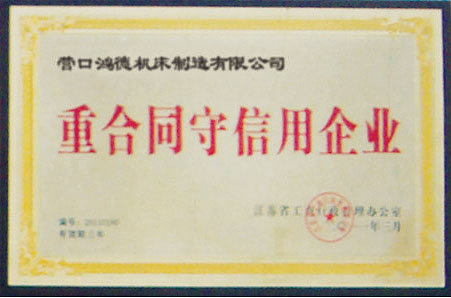 营口鸿德机床制造有限公司
重合同守信用企业
江苏省工商行政管理办公室
二〇一一年三月
编号:
有效期三年